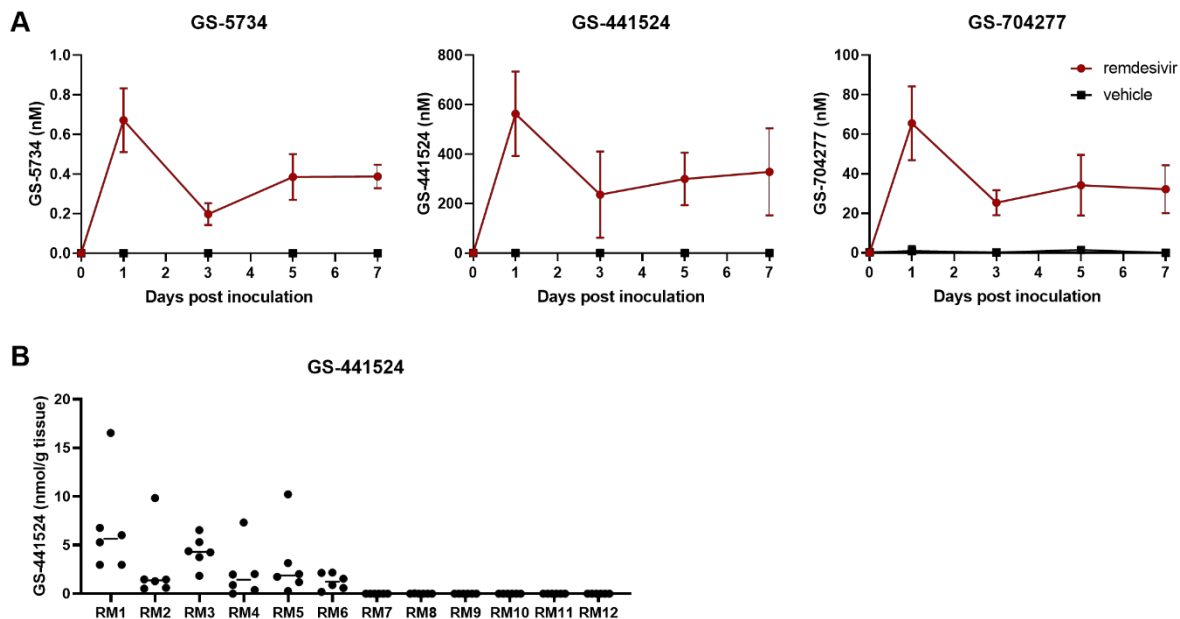 A
GS-5734
GS-5734 (nM)
1.0
0.8
0.6
0.4
0.2
0.0
0 1 2 3 4 5 6 7
Days post inoculation
GS-441524
GS-441524 (nM)
800
600
400
200
0
0 1 2 3 4 5 6 7
Days post inoculation
GS-704277
GS-704277 (nM)
100
80
60
40
20
0
0 1 2 3 4 5 6 7
Days post inoculation
remdesivir
vehicle
B
GS-441524
GS-441524 (nmol/g tissue)
20
15
10
5
0
RM1 RM2 RM3 RM4 RM5 RM6 RM7 RM8 RM9 RM10 RM11 RM12